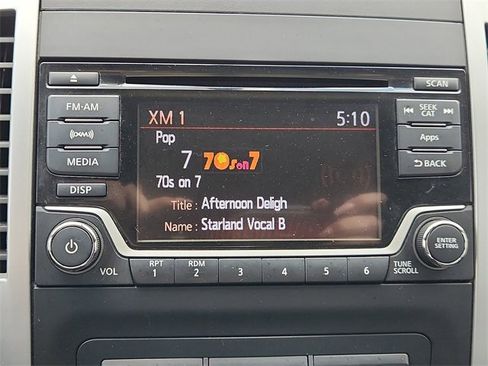 SCAN
FM·AM
XM
MEDIA
DISP
XM 1
5:10
Pop
7
70s on 7
70s on 7
Title : Afternoon Deligh
Name : Starland Vocal B
SEEK
CAT
Apps
BACK
VOL
RPT
1
RDM
2
3
4
5
6
TUNE
SCROLL
ENTER
SETTING